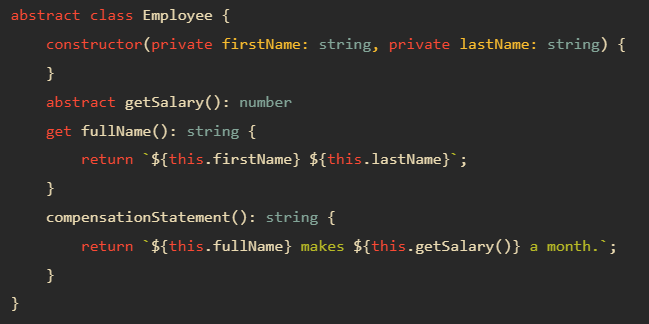 abstract class Employee {
    constructor(private firstName: string, private lastName: string) {
    }
    abstract getSalary(): number
    get fullName(): string {
        return `${this.firstName} ${this.lastName}`;
    }
    compensationStatement(): string {
        return `${this.fullName} makes ${this.getSalary()} a month.`;
    }
}